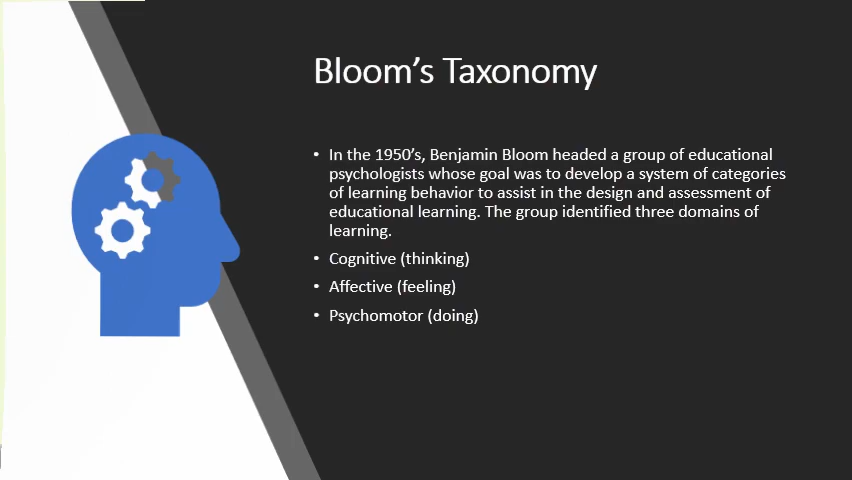 Bloom’s Taxonomy
• In the 1950’s, Benjamin Bloom headed a group of educational
psychologists whose goal was to develop a system of categories
of learning behavior to assist in the design and assessment of
educational learning. The group identified three domains of
learning.
• Cognitive (thinking)
• Affective (feeling)
• Psychomotor (doing)